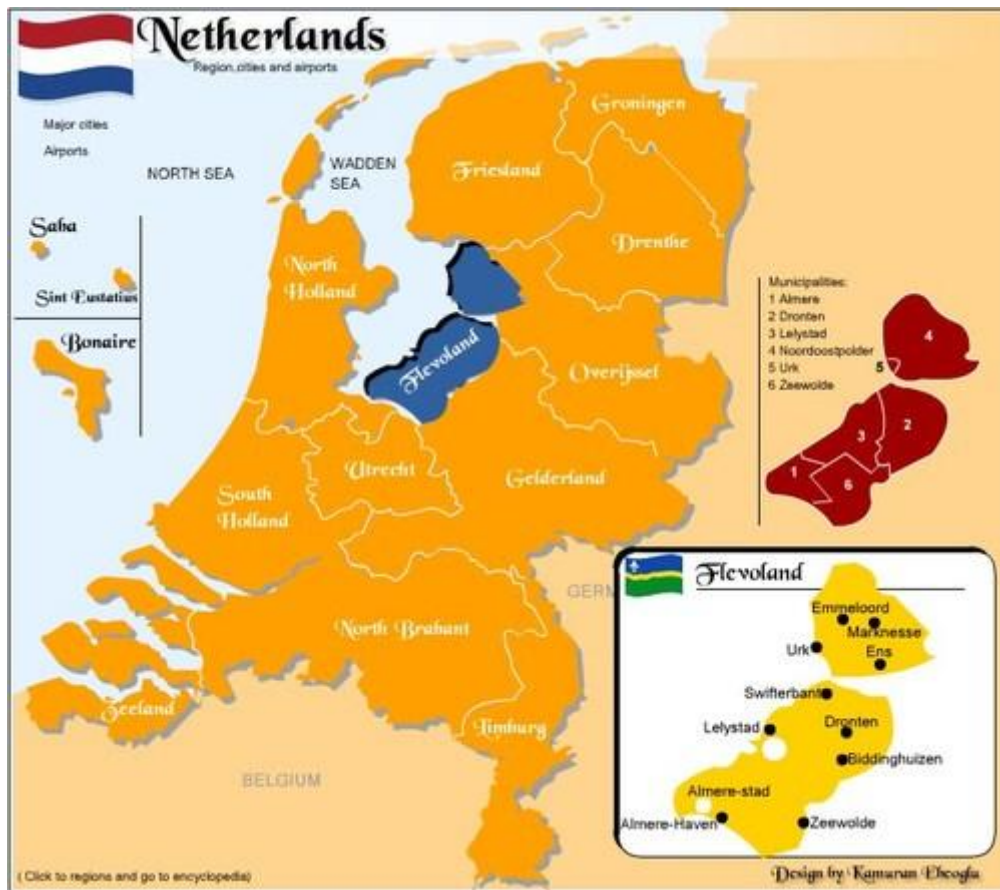 Netherlands
Region,cities and airports
Major cities
Airports
NORTH SEA
WADDEN
SEA
Groningen
Friesland
Drenthe
Saba
Sint Eustatius
Bonaire
North
Holland
Flevoland
Overijssel
Utrecht
Gelderland
South
Holland
North Brabant
Zeeland
Limburg
BELGIUM
GERM
Municipalities:
1 Almere
2 Dronten
3 Lelystad
4 Noordoostpolder
5 Urk
6 Zeewolde
4
5
3
2
1
6
Flevoland
Emmeloord
Marknesse
Urk
Ens
Swifterbant
Lelystad
Dronten
Biddinghuizen
Almere-stad
Almere-Haven
Zeewolde
( Click to regions and go to encyclopedia)
Design by Kamuran Ebeoglu